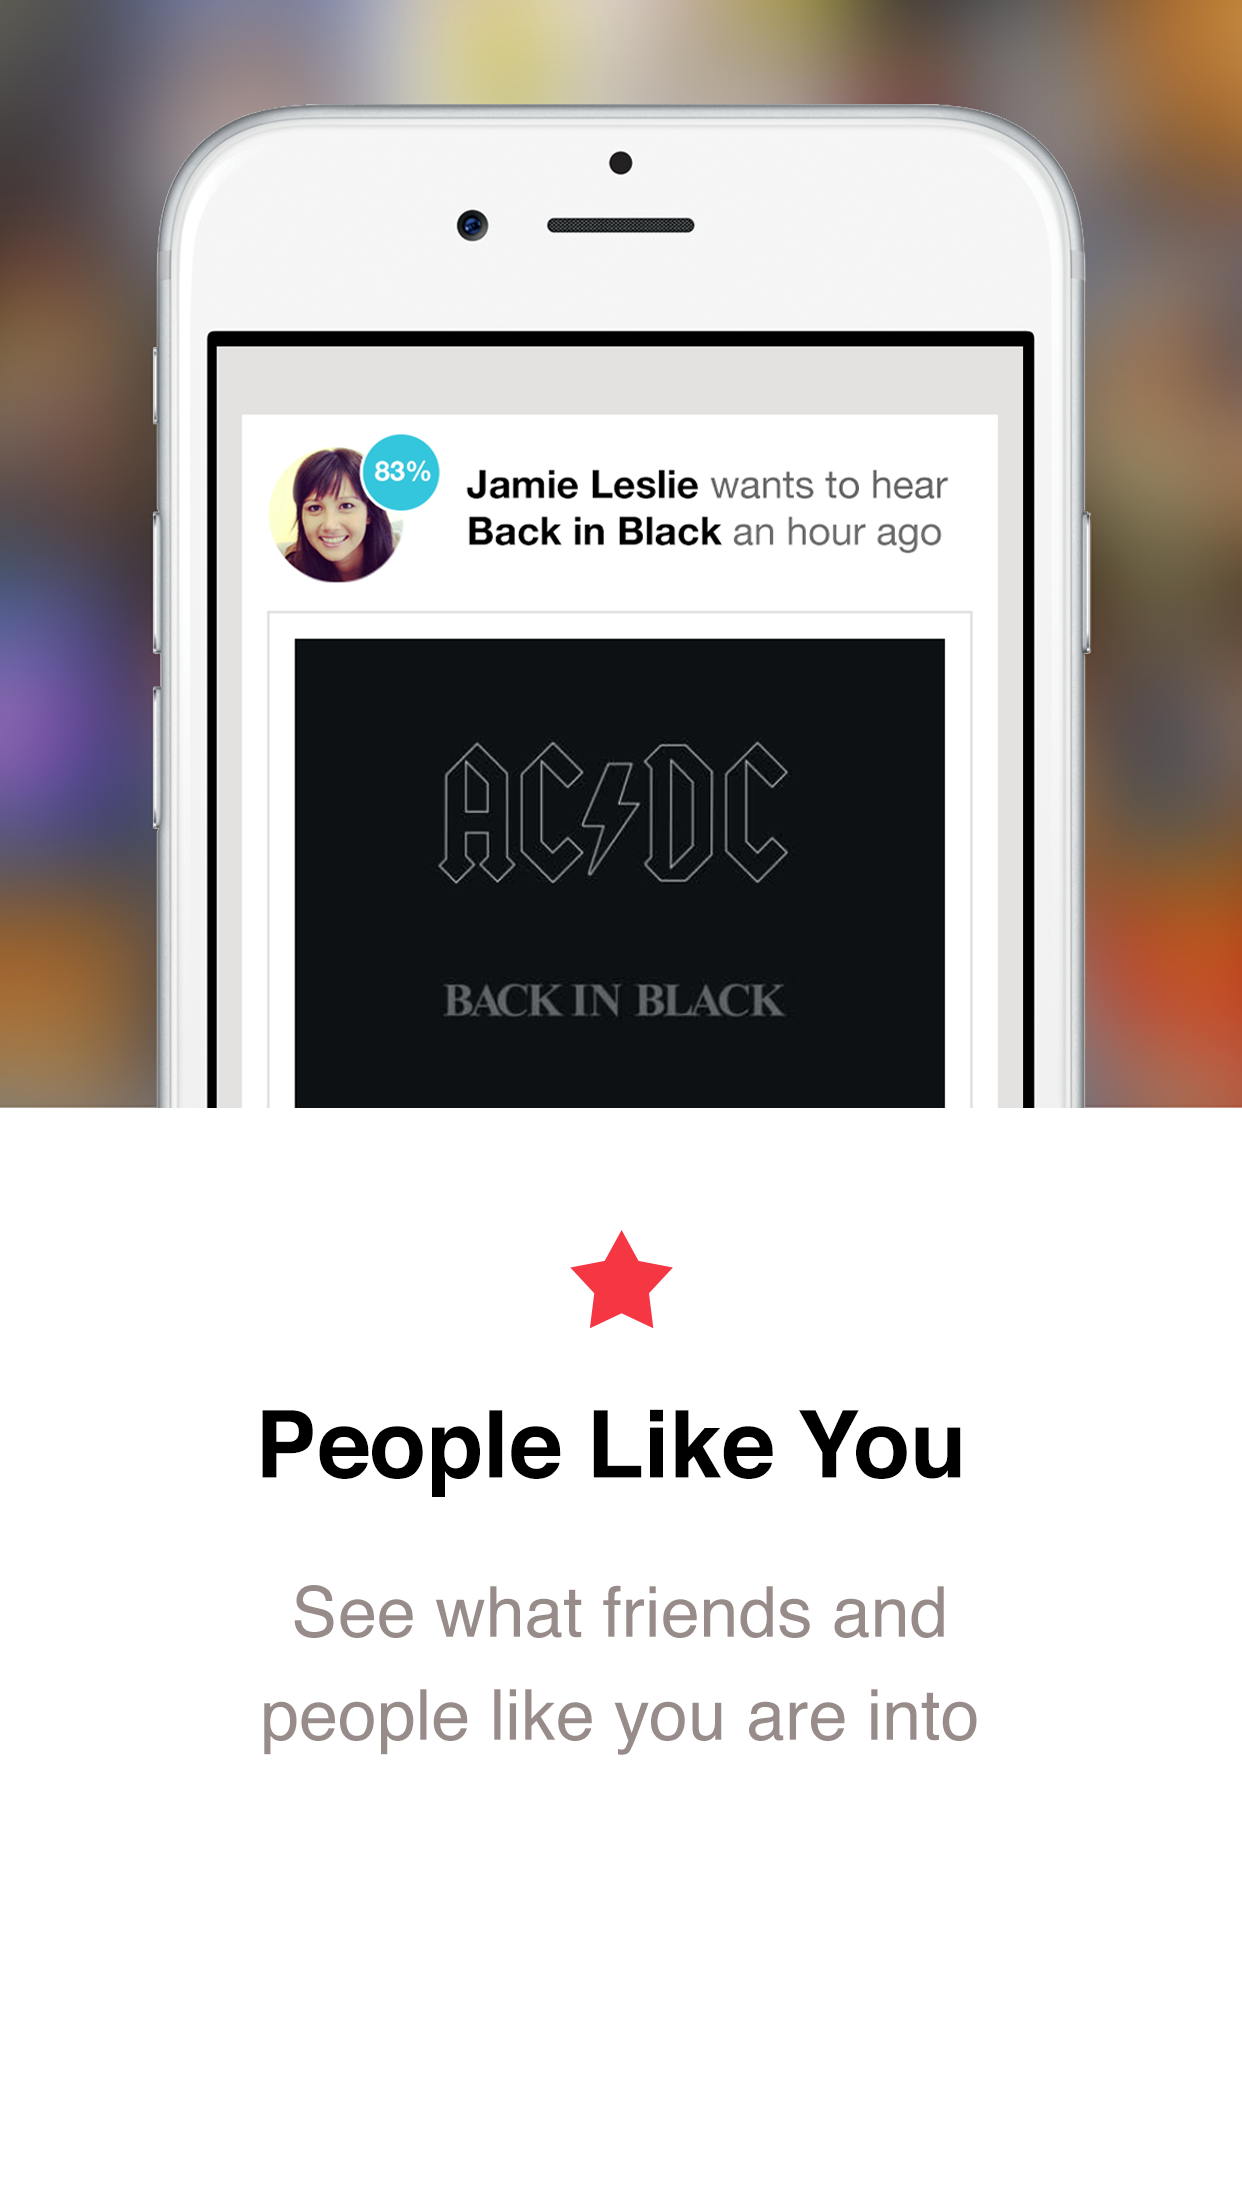 83%
Jamie Leslie wants to hear
Back in Black an hour ago
AC DC
BACK IN BLACK
People Like You
See what friends and
people like you are into